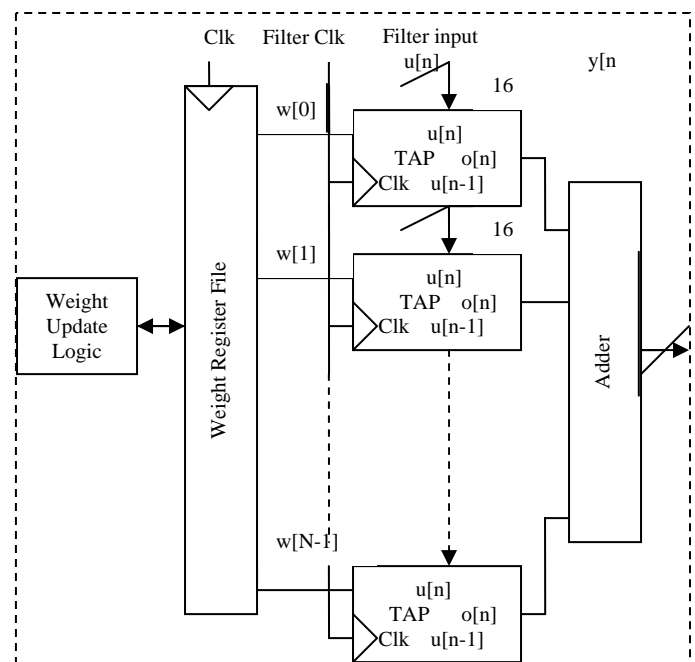 Clk Filter Clk Filter input
u[n] y[n
16
w[0]
u[n]
TAP o[n]
Clk u[n-1]
16
w[1]
u[n]
TAP o[n]
Clk u[n-1]
Weight
Update
Logic
Weight Register File
Adder
w[N-1]
u[n]
TAP o[n]
Clk u[n-1]